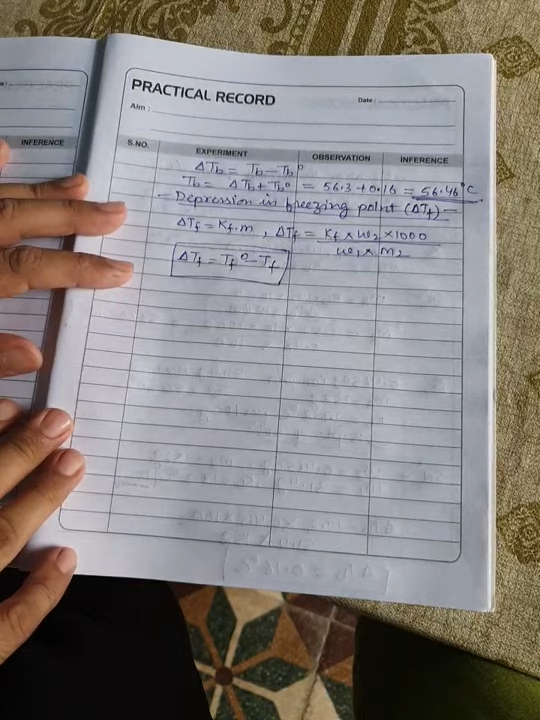 INFERENCE
PRACTICAL RECORD
Date :
Aim :
S.NO. EXPERIMENT OBSERVATION INFERENCE
ΔTb = Tb - Tb°
Tb = ΔTb + Tb° = 56.3 + 0.16 = 56.46°C
- Depression in freezing point (ΔTf) -
ΔTf = Kf.m , ΔTf = Kf × w2 × 1000
w1 × M2
ΔTf = Tf° - Tf